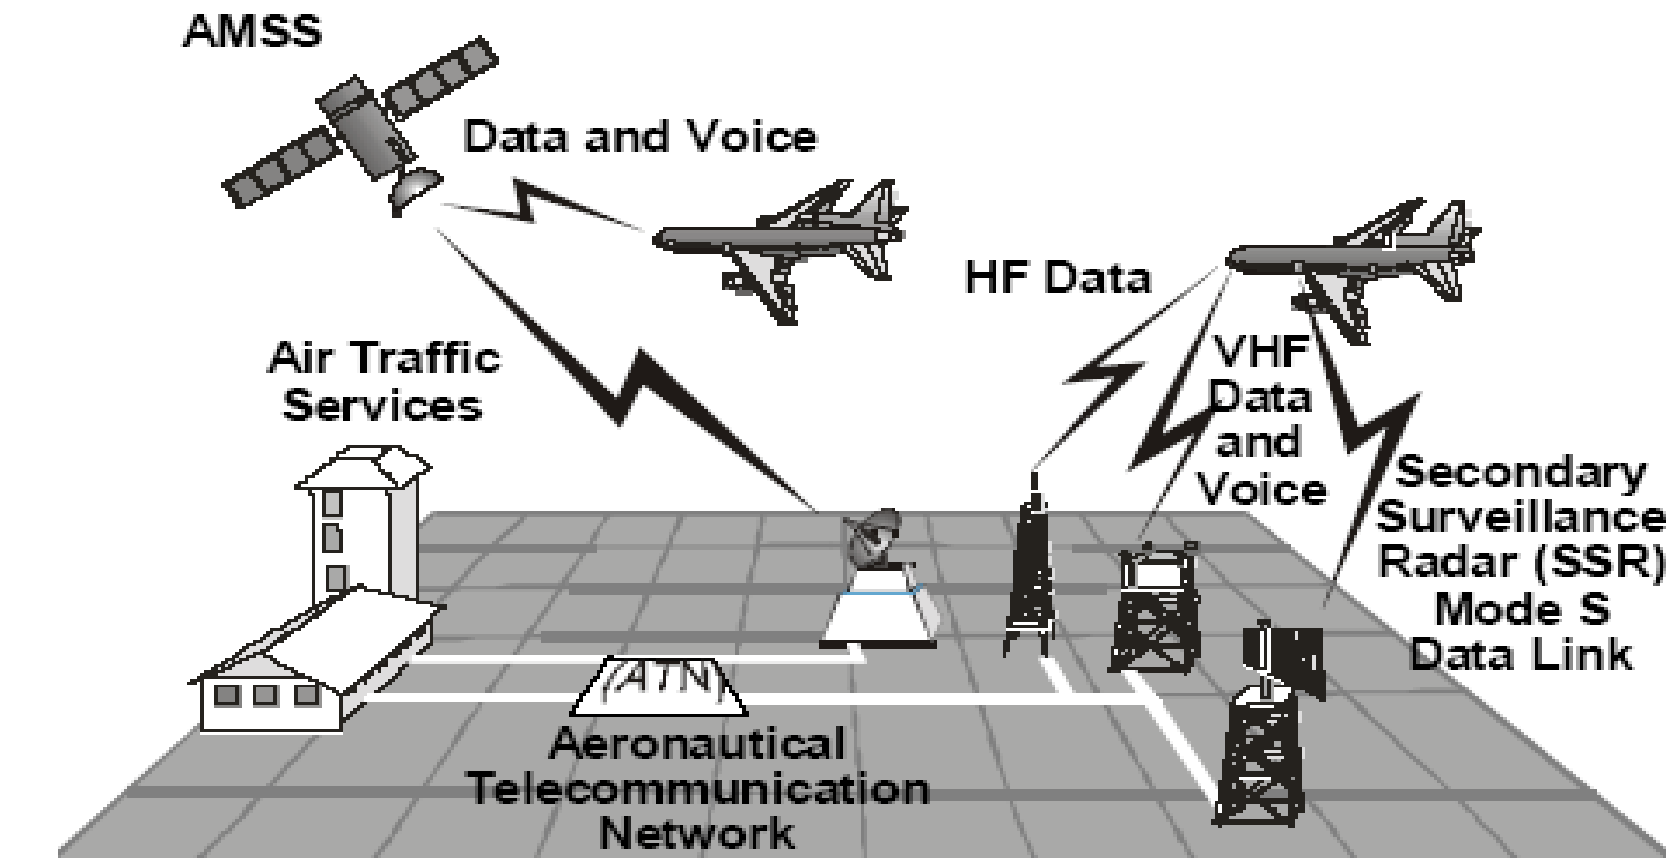 AMSS
Data and Voice
HF Data
Air Traffic
Services
VHF
Data
and
Voice
Secondary
Surveillance
Radar (SSR)
Mode S
Data Link
(ATN)
Aeronautical
Telecommunication
Network